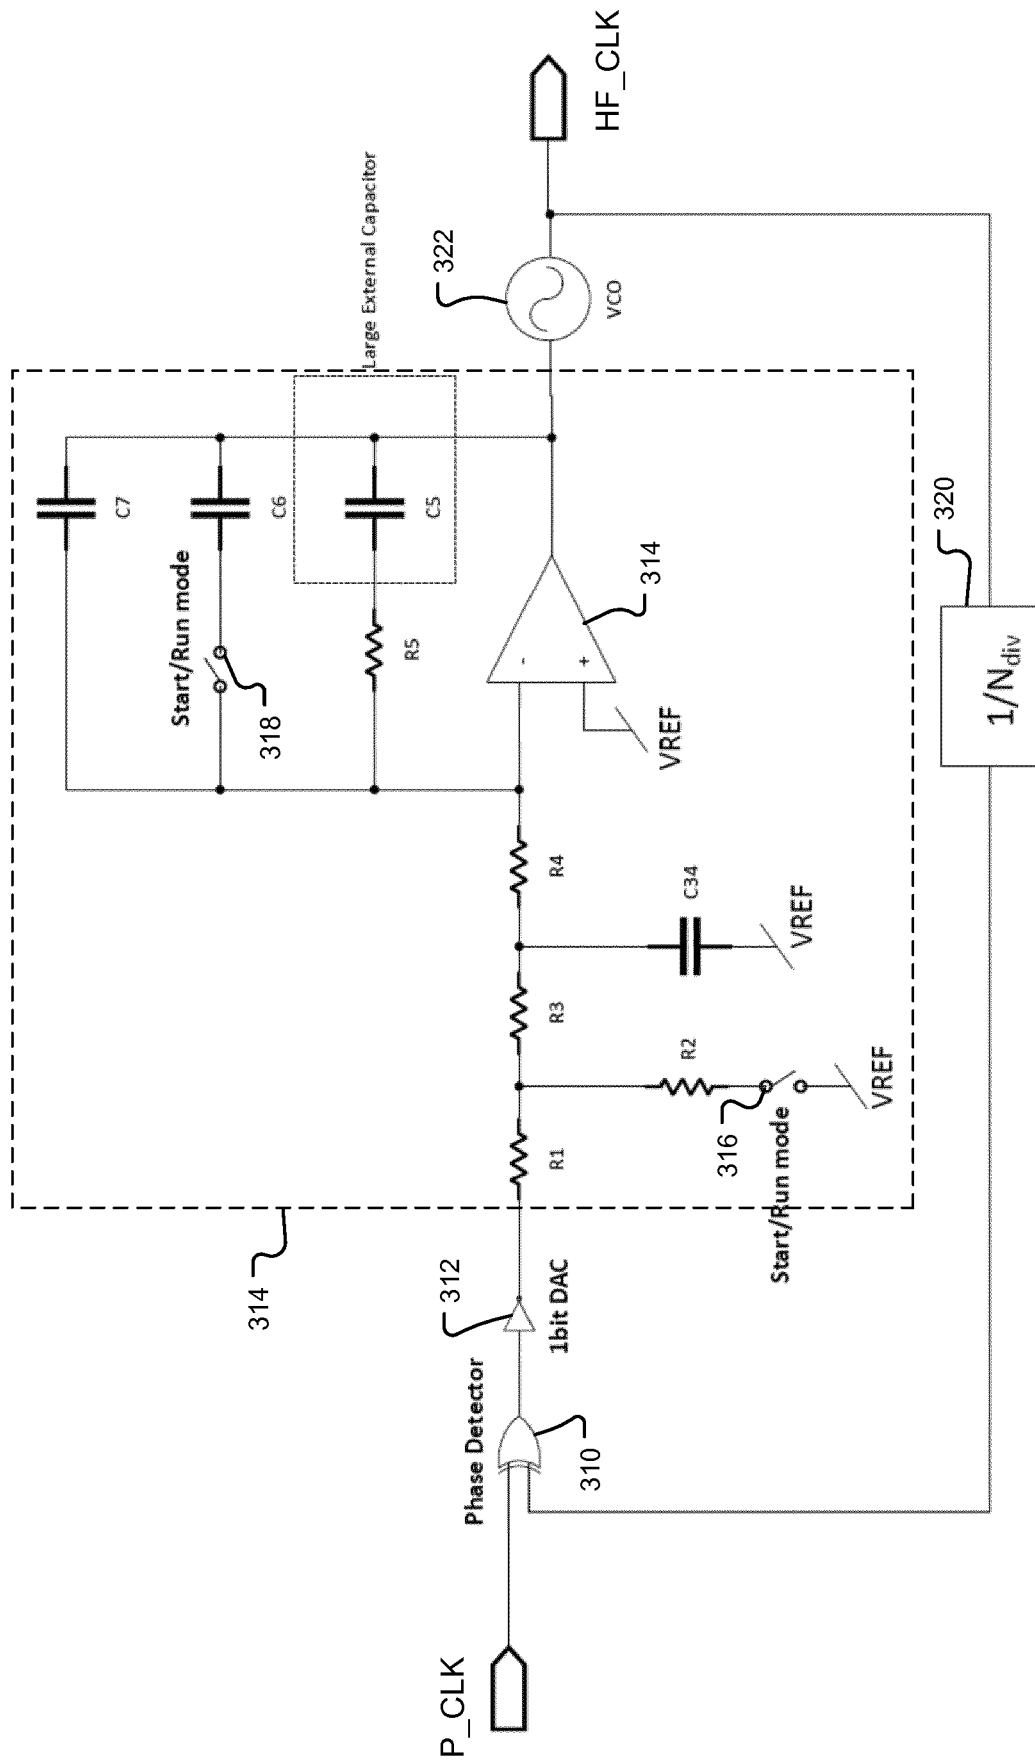 P_CLK
Phase Detector
310
1bit DAC
312
314
R1
R2
316
Start/Run mode
VREF
R3
C34
VREF
R4
Start/Run mode
318
C7
C6
R5
C5
Large External Capacitor
-
+
VREF
314
322
VCO
HF_CLK
320
1/Ndiv